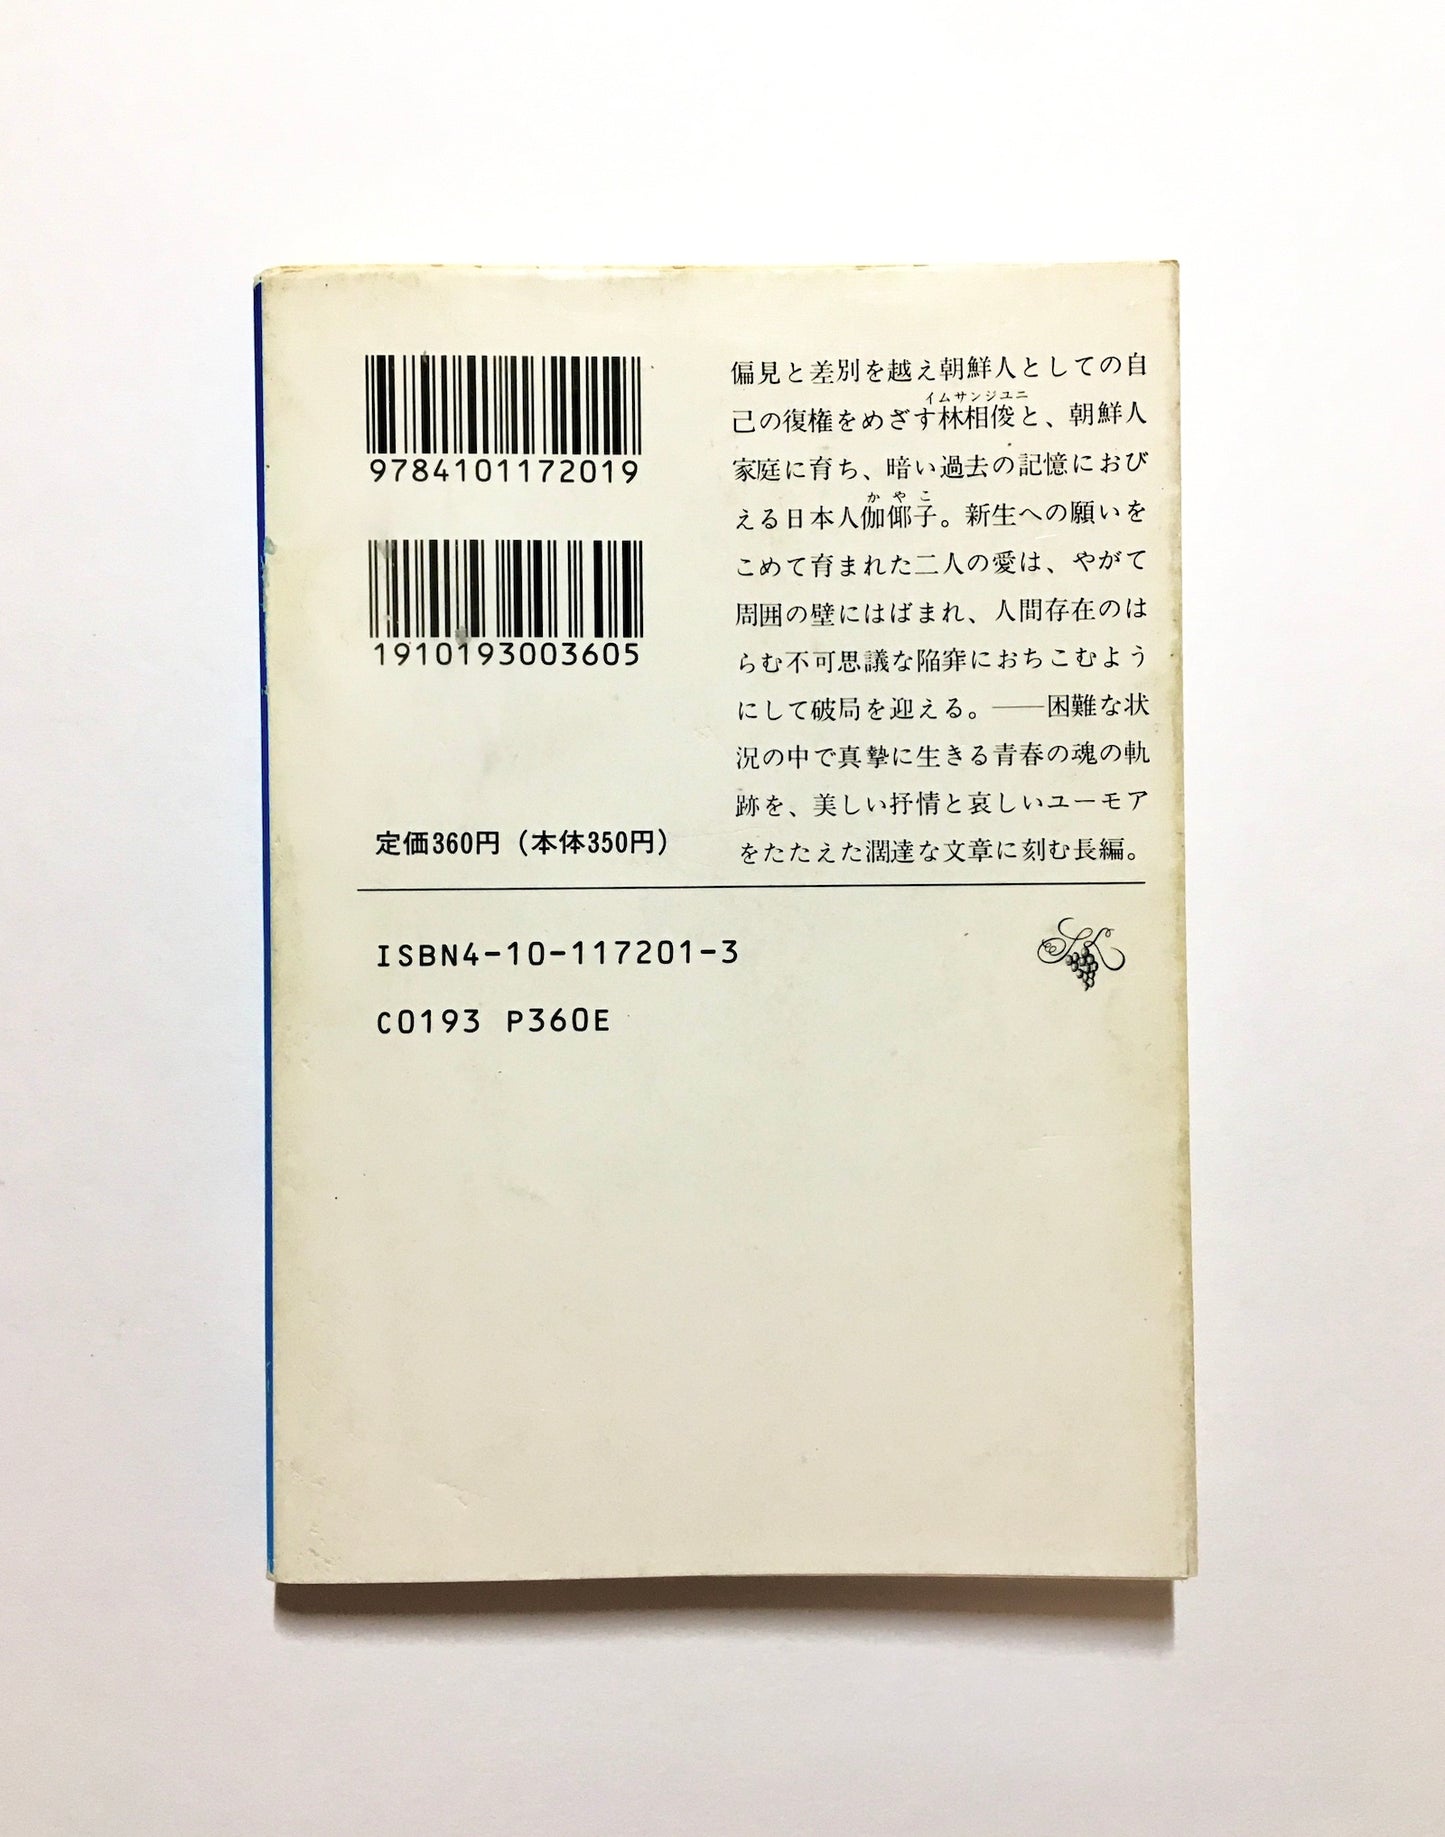 9784101172019
1910193003605
定価360円（本体350円）
偏見と差別を越え朝鮮人としての自
イムサンジユニ
己の復権をめざす林相俊と、朝鮮人
家庭に育ち、暗い過去の記憶におび
かやこ
える日本人伽倻子。新生への願いを
こめて育まれた二人の愛は、やがて
周囲の壁にはばまれ、人間存在のは
らむ不可思議な陥穽におちこむよう
にして破局を迎える。――困難な状
況の中で真摯に生きる青春の魂の軌
跡を、美しい抒情と哀しいユーモア
をたたえた潤達な文章に刻む長編。
ISBN4-10-117201-3
C0193 P360E
SK